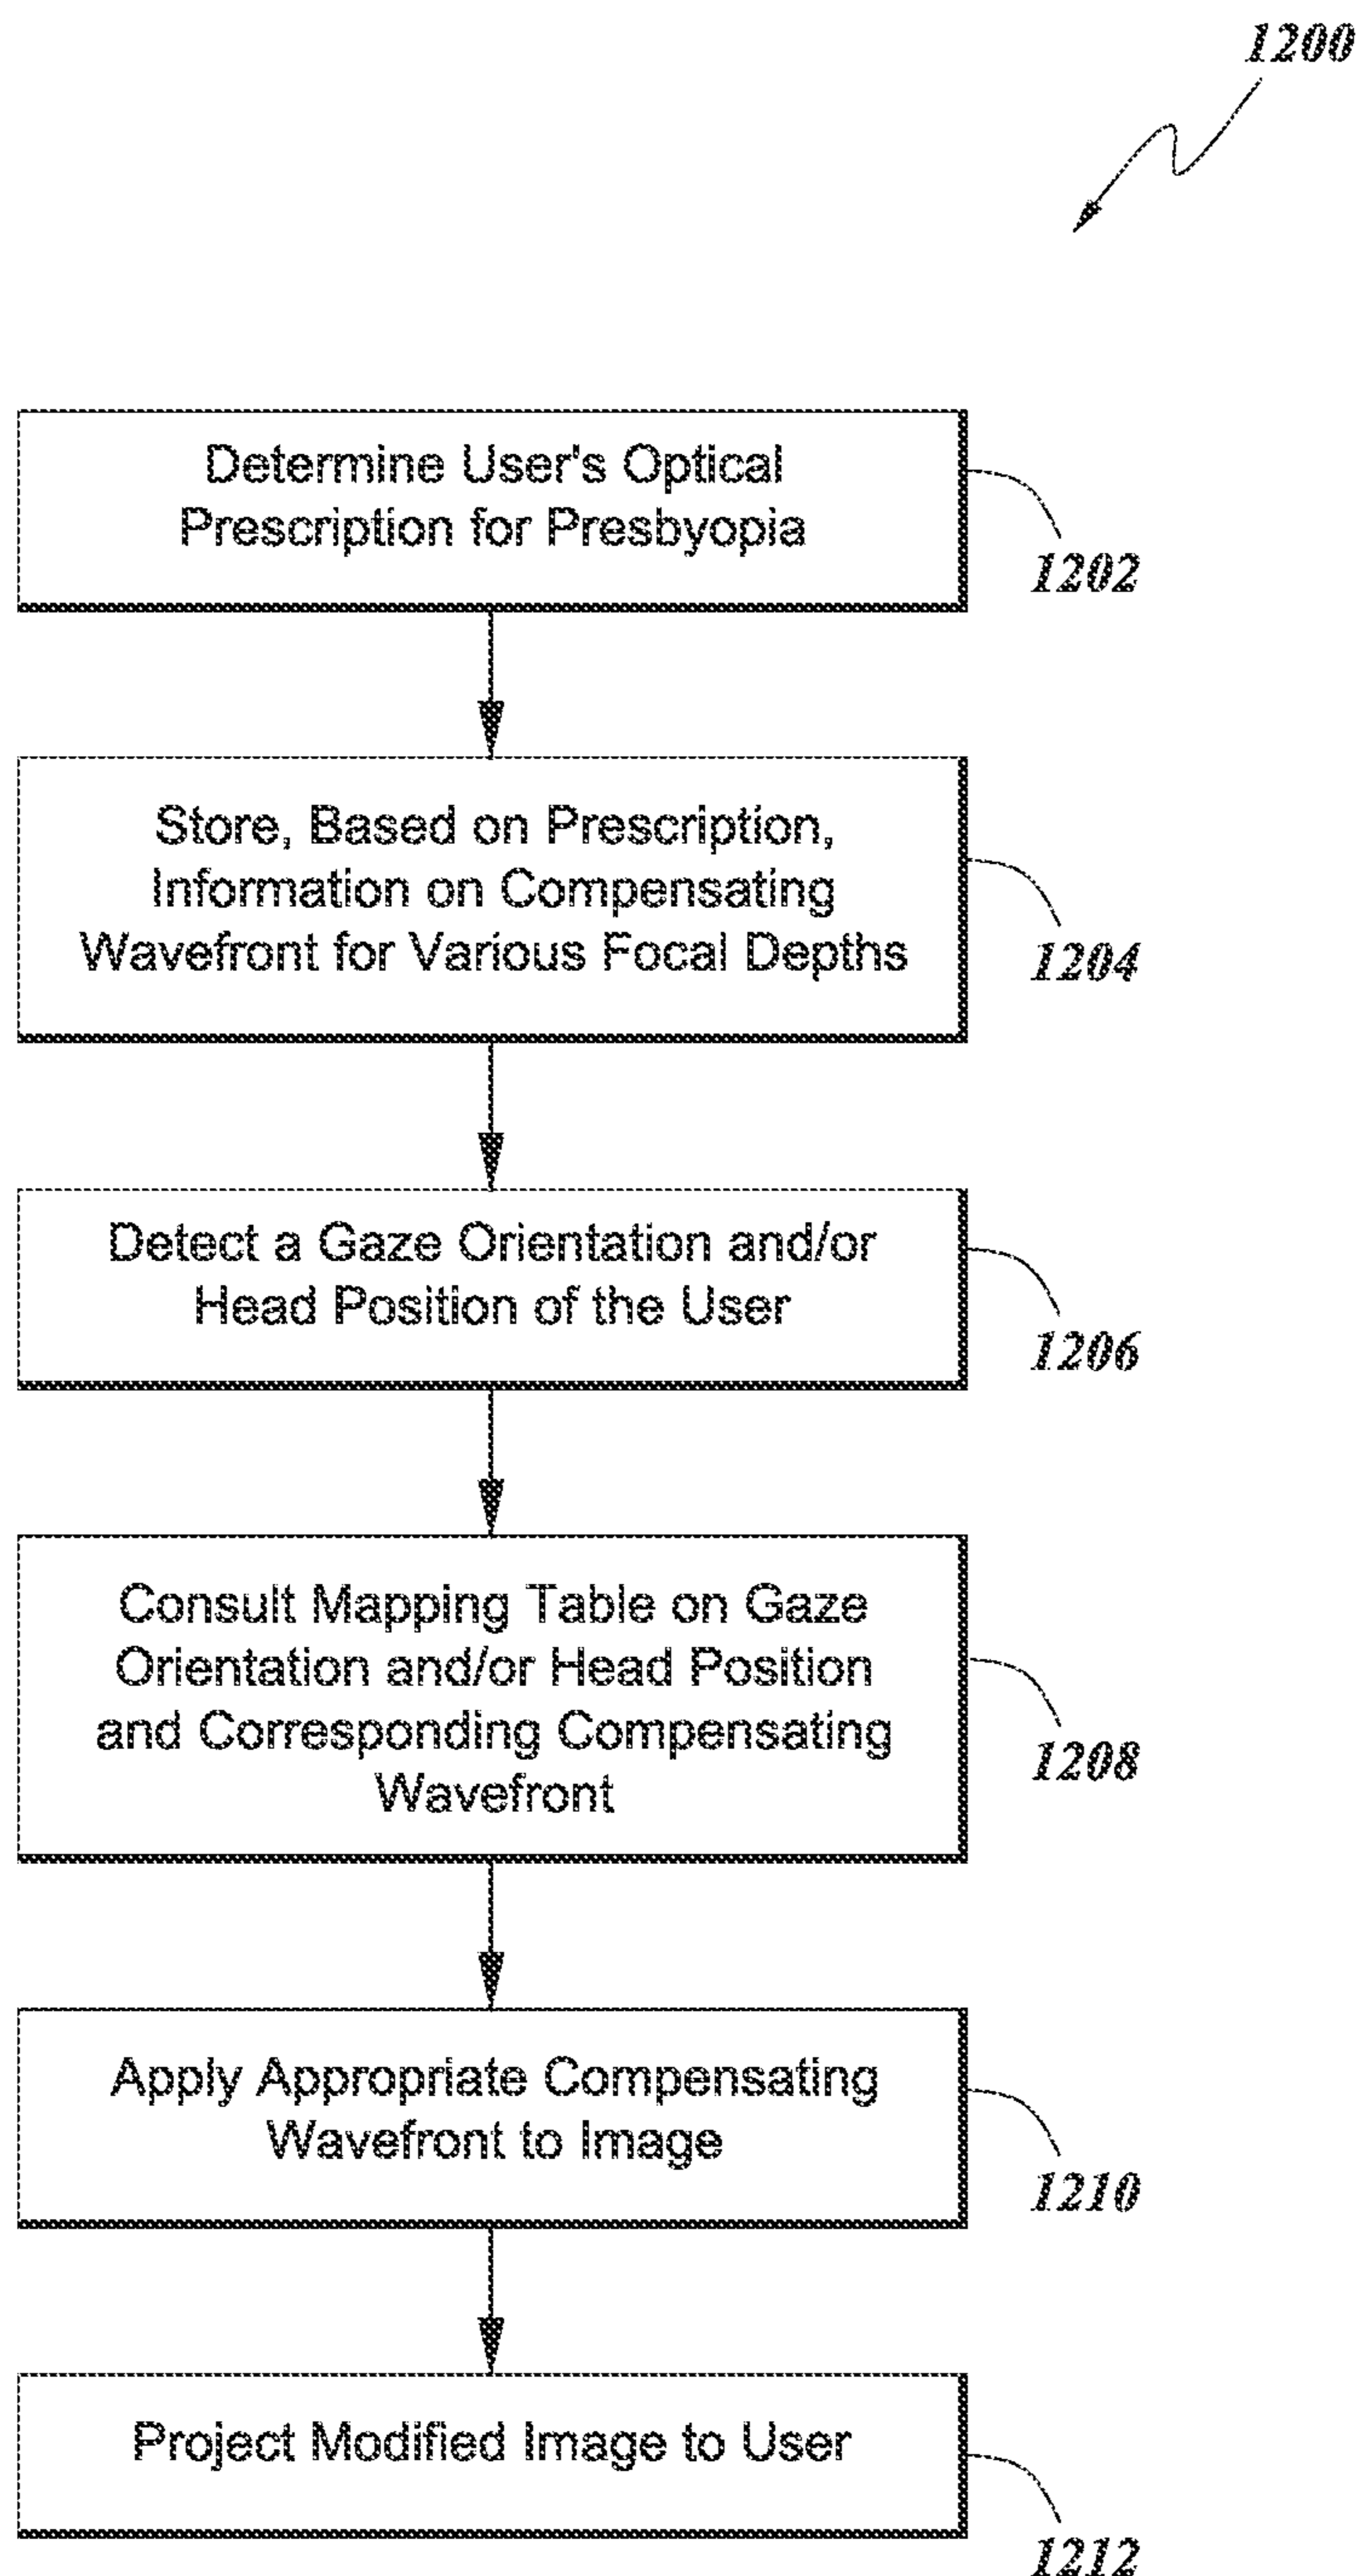 1200
Determine User's Optical
Prescription for Presbyopia
1202
Store, Based on Prescription,
Information on Compensating
Wavefront for Various Focal Depths
1204
Detect a Gaze Orientation and/or
Head Position of the User
1206
Consult Mapping Table on Gaze
Orientation and/or Head Position
and Corresponding Compensating
Wavefront
1208
Apply Appropriate Compensating
Wavefront to Image
1210
Project Modified Image to User
1212